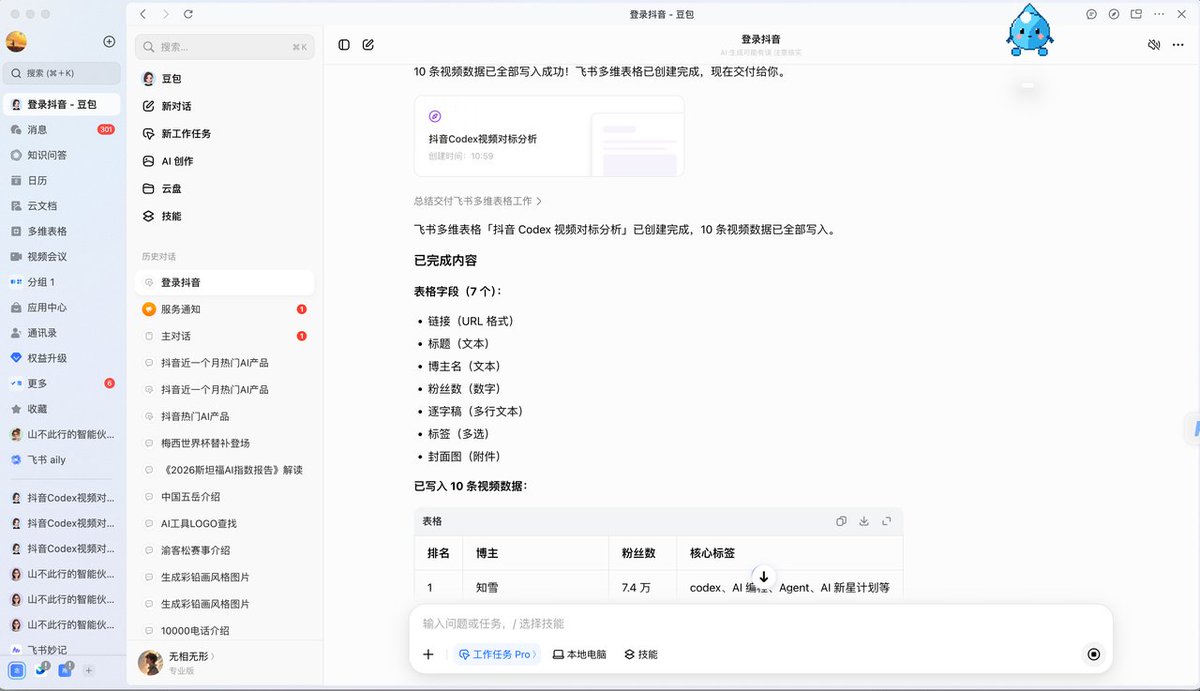 登录抖音 - 豆包
搜索 (⌘+K)
登录抖音 - 豆包
消息
301
知识问答
日历
云文档
多维表格
视频会议
分组 1
应用中心
通讯录
权益升级
更多
6
收藏
山不此行的智能伙...
飞书 aily
抖音Codex视频对...
抖音Codex视频对...
抖音Codex视频对...
山不此行的智能伙...
山不此行的智能伙...
山不此行的智能伙...
飞书妙记
搜索...
⌘K
豆包
新对话
新工作任务
AI 创作
云盘
技能
历史对话
登录抖音
服务通知
1
主对话
1
抖音近一个月热门AI产品
抖音近一个月热门AI产品
抖音热门AI产品
梅西世界杯替补登场
《2026斯坦福AI指数报告》解读
中国五岳介绍
AI工具LOGO查找
渝客松赛事介绍
生成彩铅画风格图片
生成彩铅画风格图片
10000电话介绍
无相无形
专业版
登录抖音
AI 生成可能有误 注意核实
10 条视频数据已全部写入成功！飞书多维表格已创建完成，现在交付给你。
抖音Codex视频对标分析
创建时间：10:59
总结交付飞书多维表格工作
飞书多维表格「抖音 Codex 视频对标分析」已创建完成，10 条视频数据已全部写入。
已完成内容
表格字段（7 个）：
• 链接（URL 格式）
• 标题（文本）
• 博主名（文本）
• 粉丝数（数字）
• 逐字稿（多行文本）
• 标签（多选）
• 封面图（附件）
已写入 10 条视频数据：
表格
排名 博主 粉丝数 核心标签
1 知雪 7.4 万 codex、AI 编程、Agent、AI 新星计划等
输入问题或任务，/ 选择技能
工作任务 Pro
本地电脑
技能